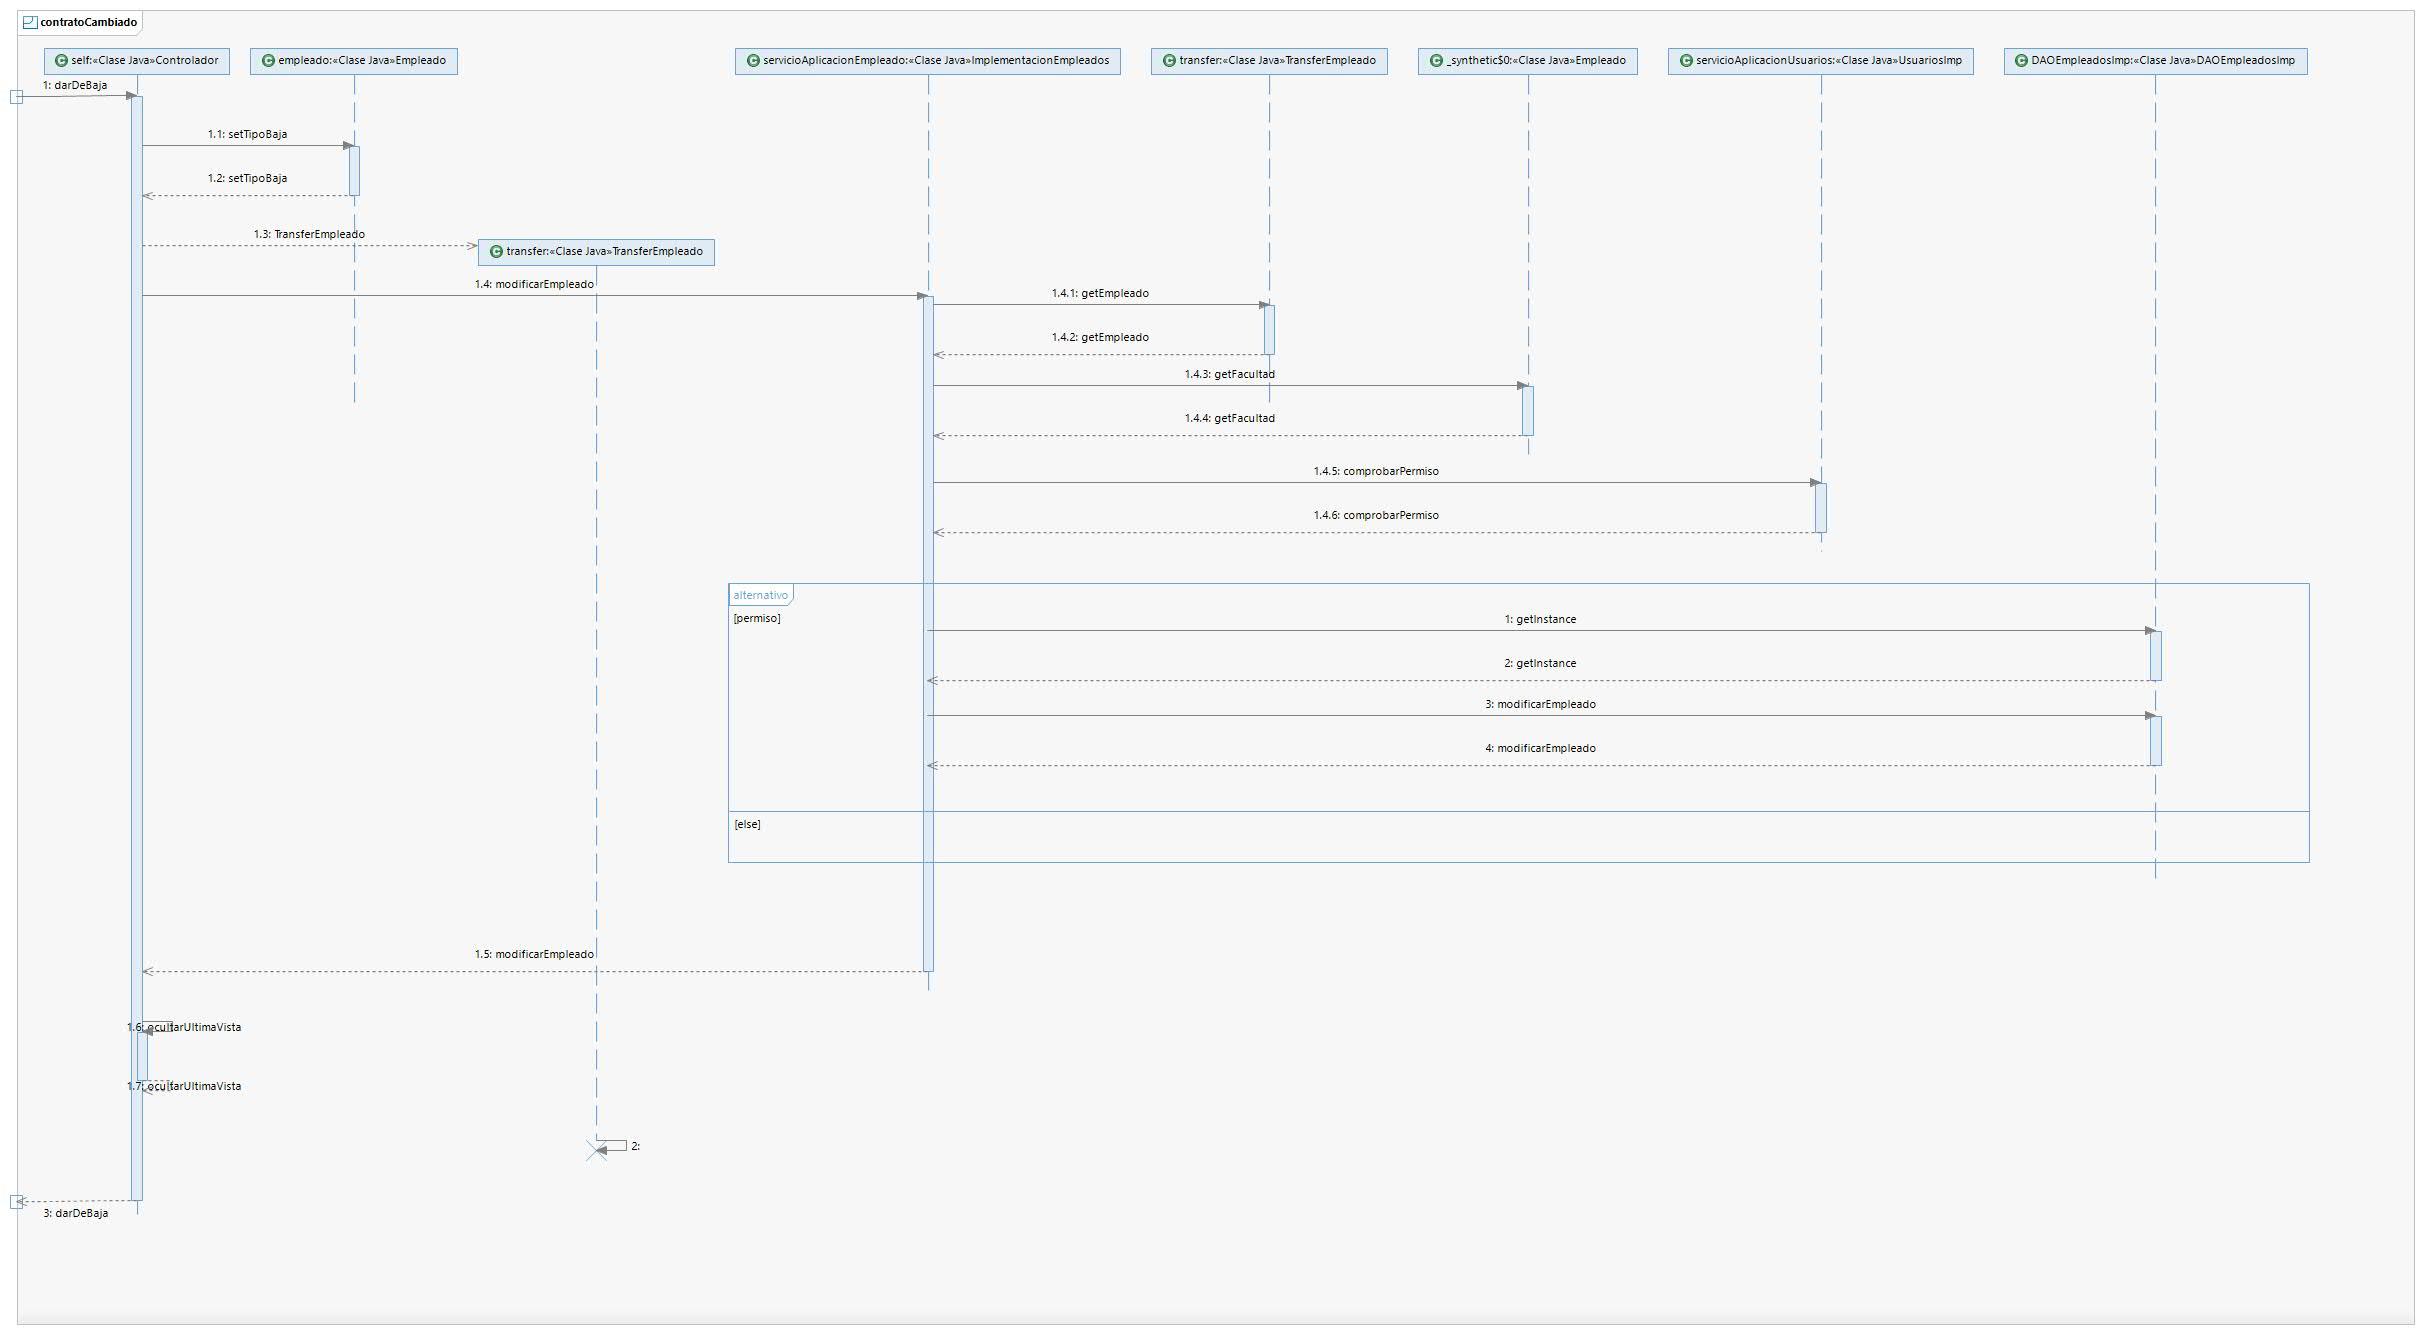 contratoCambiado
self:«Clase Java»Controlador
empleado:«Clase Java»Empleado
servicioAplicacionEmpleado:«Clase Java»ImplementacionEmpleados
transfer:«Clase Java»TransferEmpleado
_synthetic$0:«Clase Java»Empleado
servicioAplicacionUsuarios:«Clase Java»UsuariosImp
DAOEmpleadosImp:«Clase Java»DAOEmpleadosImp
1: darDeBaja
1.1: setTipoBaja
1.2: setTipoBaja
1.3: TransferEmpleado
transfer:«Clase Java»TransferEmpleado
1.4: modificarEmpleado
1.4.1: getEmpleado
1.4.2: getEmpleado
1.4.3: getFacultad
1.4.4: getFacultad
1.4.5: comprobarPermiso
1.4.6: comprobarPermiso
alternativo
[permiso]
1: getInstance
2: getInstance
3: modificarEmpleado
4: modificarEmpleado
[else]
1.5: modificarEmpleado
1.6: ocultarUltimaVista
1.7: ocultarUltimaVista
2:
3: darDeBaja